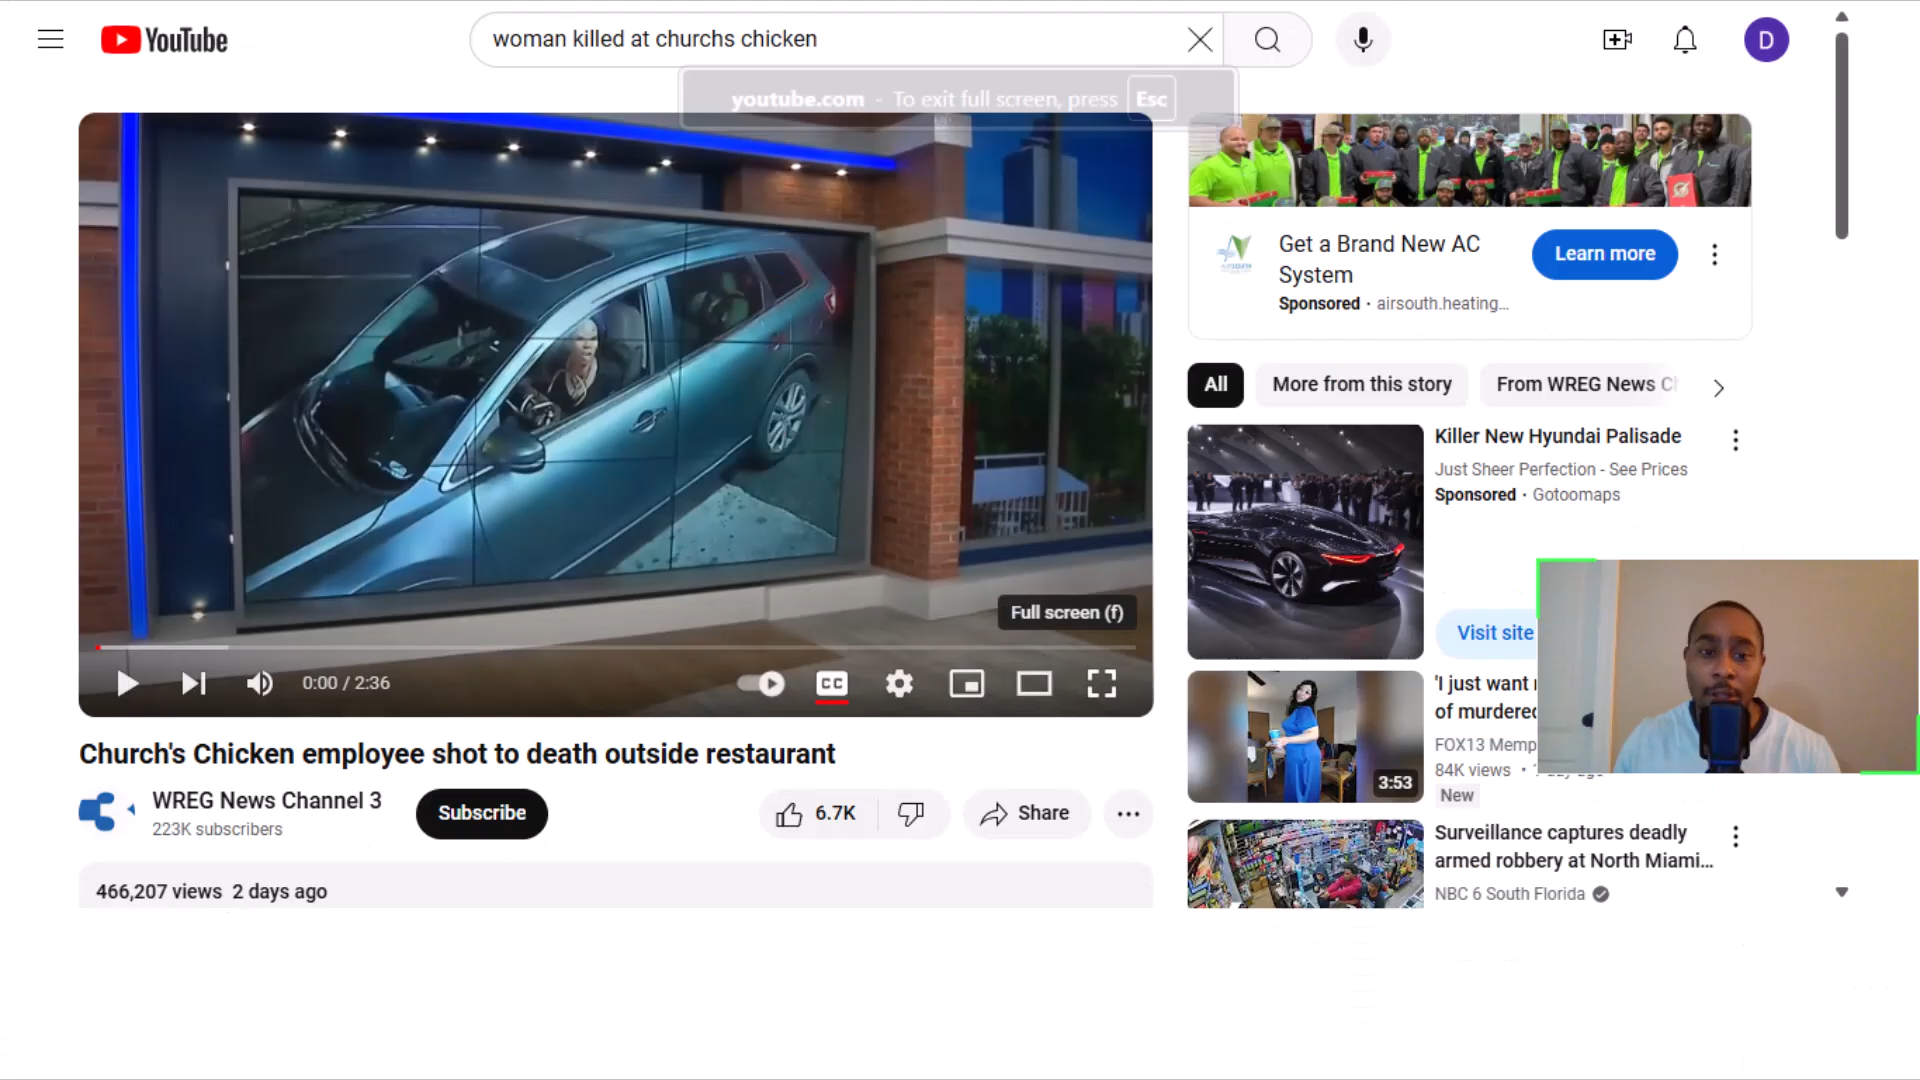 YouTube
woman killed at churchs chicken
D
youtube.com - To exit full screen, press Esc
Full screen (f)
0:00 / 2:36
CC
Church's Chicken employee shot to death outside restaurant
WREG News Channel 3
223K subscribers
Subscribe
6.7K
Share
466,207 views 2 days ago
Get a Brand New AC
System
Sponsored · airsouth.heating...
Learn more
All
More from this story
From WREG News
Killer New Hyundai Palisade
Just Sheer Perfection - See Prices
Sponsored · Gotoomaps
Visit site
3:53
'I just want
of murdered
FOX13 Memp
84K views
New
Surveillance captures deadly
armed robbery at North Miami...
NBC 6 South Florida